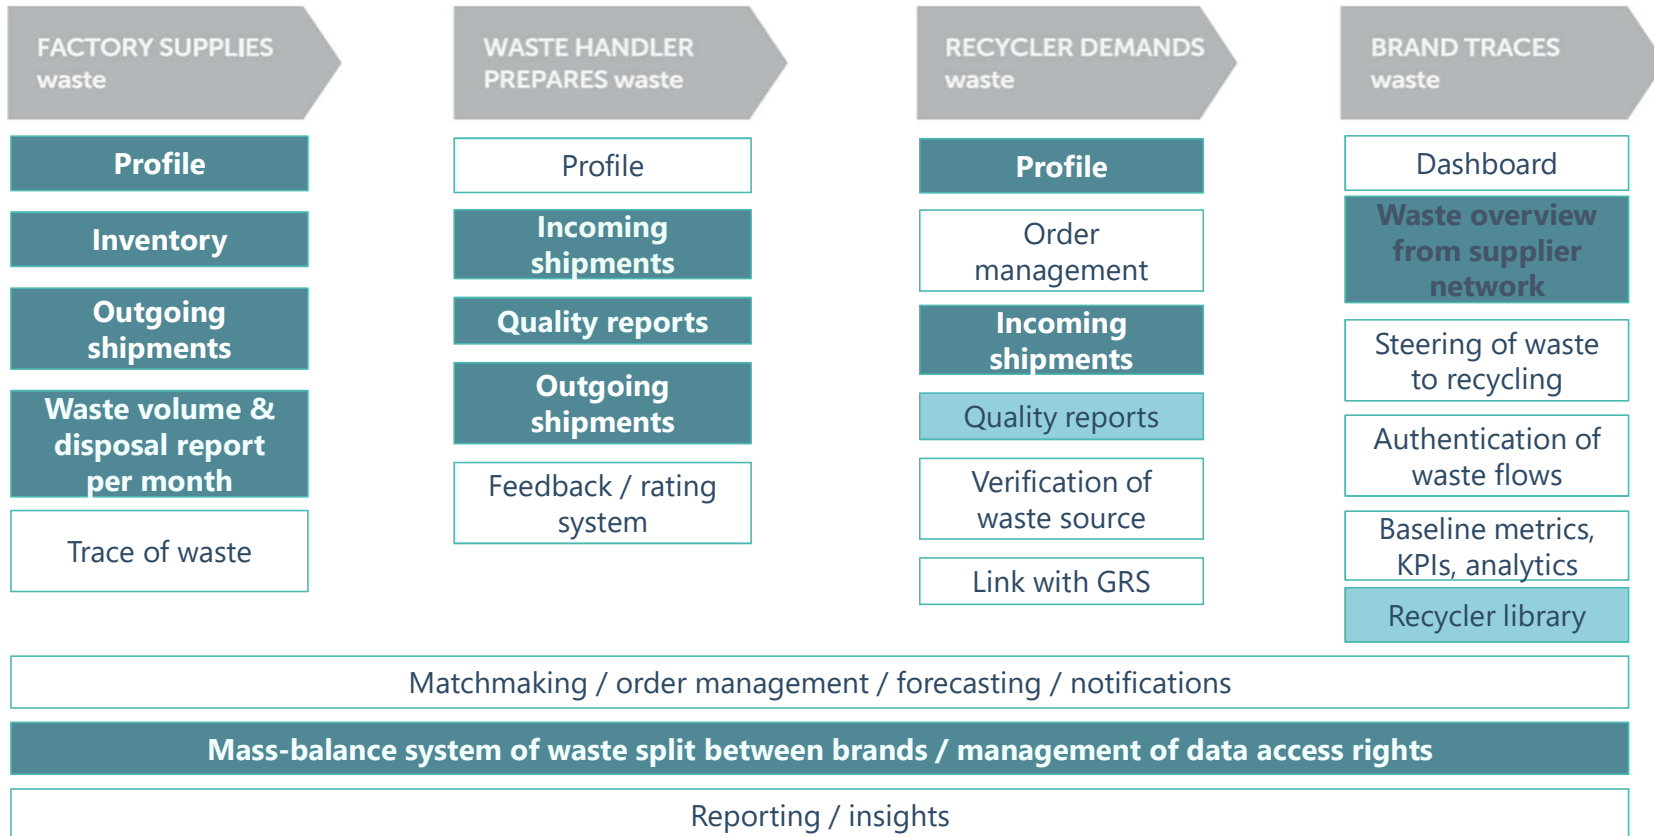 FACTORY SUPPLIES
waste
WASTE HANDLER
PREPARES waste
RECYCLER DEMANDS
waste
BRAND TRACES
waste
Profile
Inventory
Outgoing
shipments
Waste volume &
disposal report
per month
Trace of waste
Profile
Incoming
shipments
Quality reports
Outgoing
shipments
Feedback / rating
system
Profile
Order
management
Incoming
shipments
Quality reports
Verification of
waste source
Link with GRS
Dashboard
Waste overview
from supplier
network
Steering of waste
to recycling
Authentication of
waste flows
Baseline metrics,
KPIs, analytics
Recycler library
Matchmaking / order management / forecasting / notifications
Mass-balance system of waste split between brands / management of data access rights
Reporting / insights